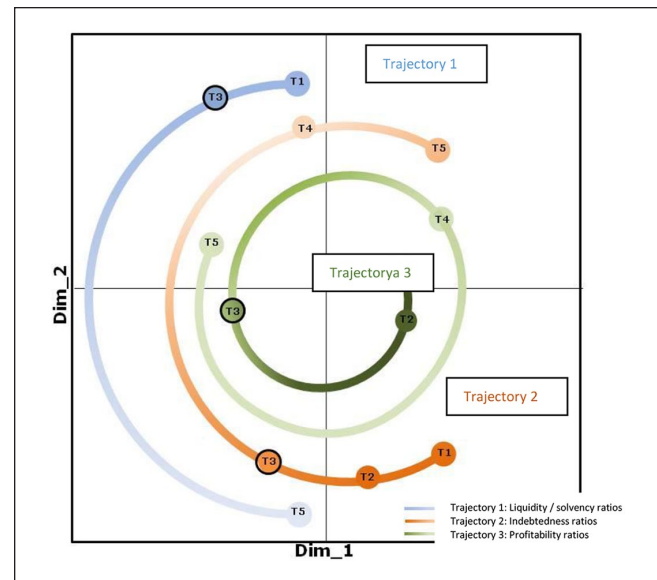 Trajectory 1
T1
T3
T4
T5
T4
T5
Trajectorya 3
T3
T2
Dim_2
Trajectory 2
T1
T3
T2
T5
Trajectory 1: Liquidity / solvency ratios
Trajectory 2: Indebtedness ratios
Trajectory 3: Profitability ratios
Dim_1